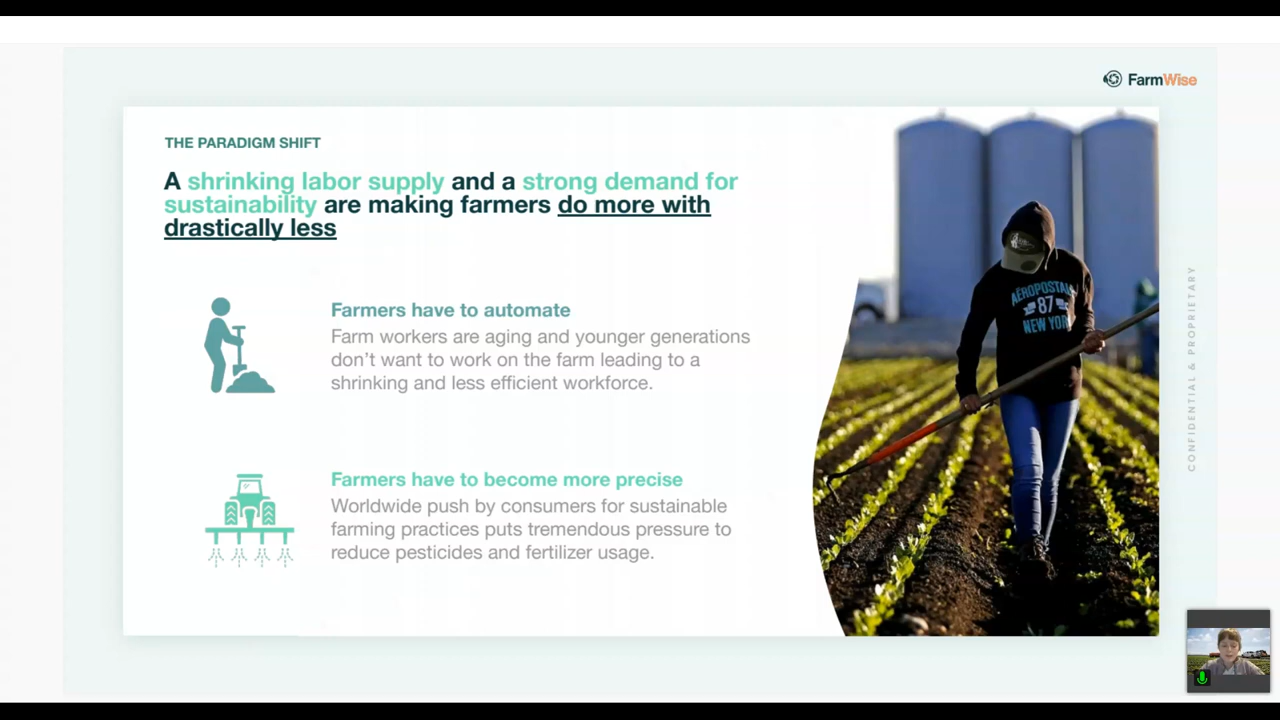 FarmWise
THE PARADIGM SHIFT
A shrinking labor supply and a strong demand for
sustainability are making farmers do more with
drastically less
Farmers have to automate
Farm workers are aging and younger generations
don't want to work on the farm leading to a
shrinking and less efficient workforce.
Farmers have to become more precise
Worldwide push by consumers for sustainable
farming practices puts tremendous pressure to
reduce pesticides and fertilizer usage.
AÉROPOSTALE
87
NEW YORK
CONFIDENTIAL & PROPRIETARY